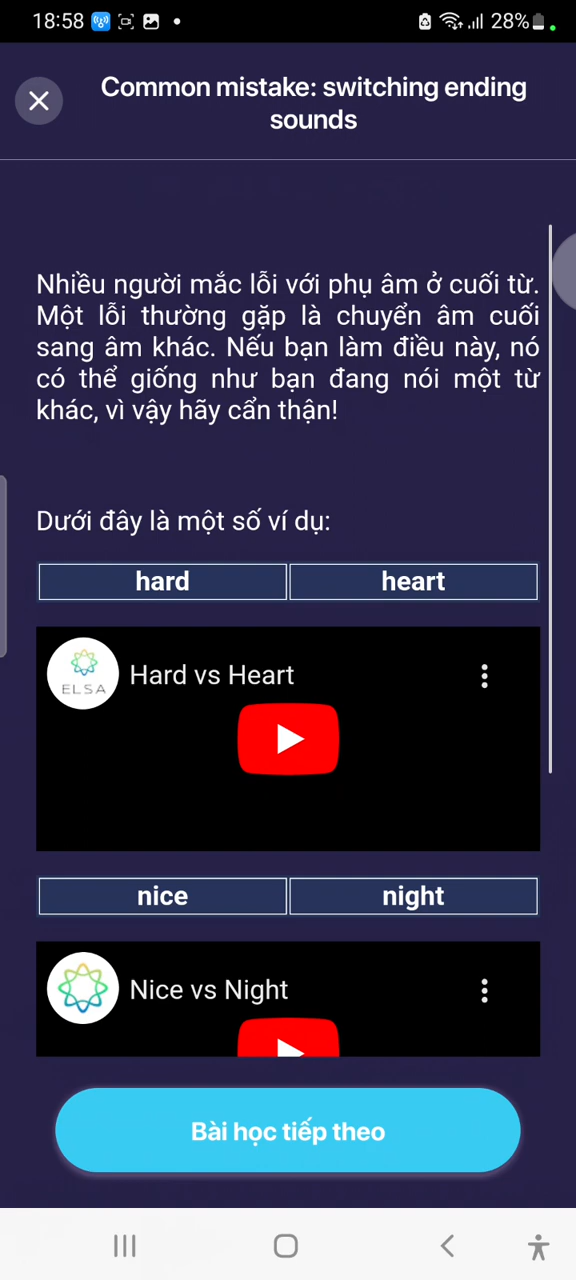 18:58
28%
Common mistake: switching ending
sounds
Nhiều người mắc lỗi với phụ âm ở cuối từ.
Một lỗi thường gặp là chuyển âm cuối
sang âm khác. Nếu bạn làm điều này, nó
có thể giống như bạn đang nói một từ
khác, vì vậy hãy cẩn thận!
Dưới đây là một số ví dụ:
hard heart
ELSA
Hard vs Heart
nice night
Nice vs Night
Bài học tiếp theo